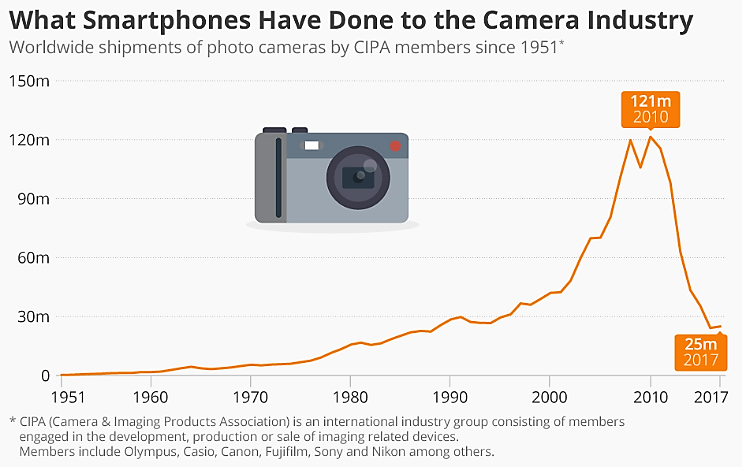 What Smartphones Have Done to the Camera Industry
Worldwide shipments of photo cameras by CIPA members since 1951*
150m
120m
90m
60m
30m
0
121m
2010
25m
2017
1951 1960 1970 1980 1990 2000 2010 2017
* CIPA (Camera & Imaging Products Association) is an international industry group consisting of members
engaged in the development, production or sale of imaging related devices.
Members include Olympus, Casio, Canon, Fujifilm, Sony and Nikon among others.